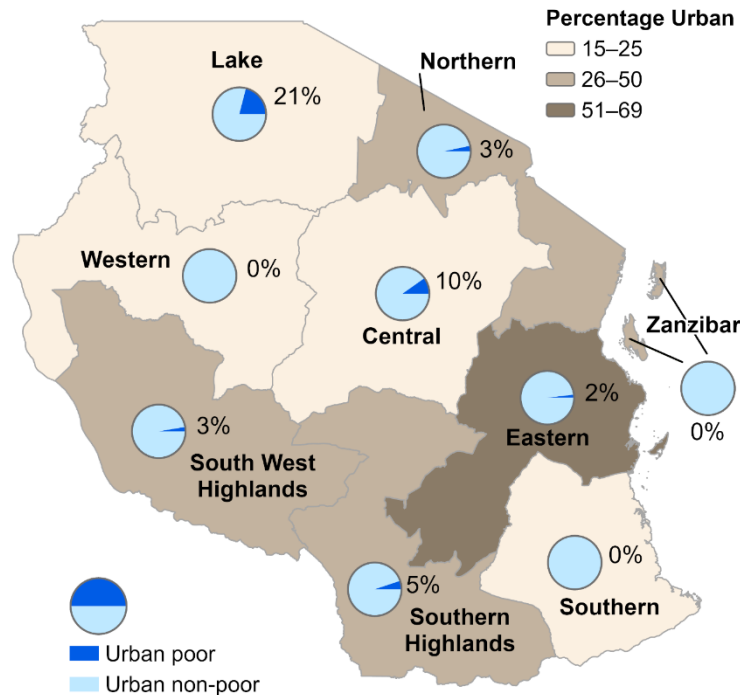 Percentage Urban
15–25
26–50
51–69
Lake
21%
Northern
3%
Western
0%
10%
Central
Zanzibar
0%
2%
Eastern
3%
South West
Highlands
5%
Southern
Highlands
0%
Southern
Urban poor
Urban non-poor